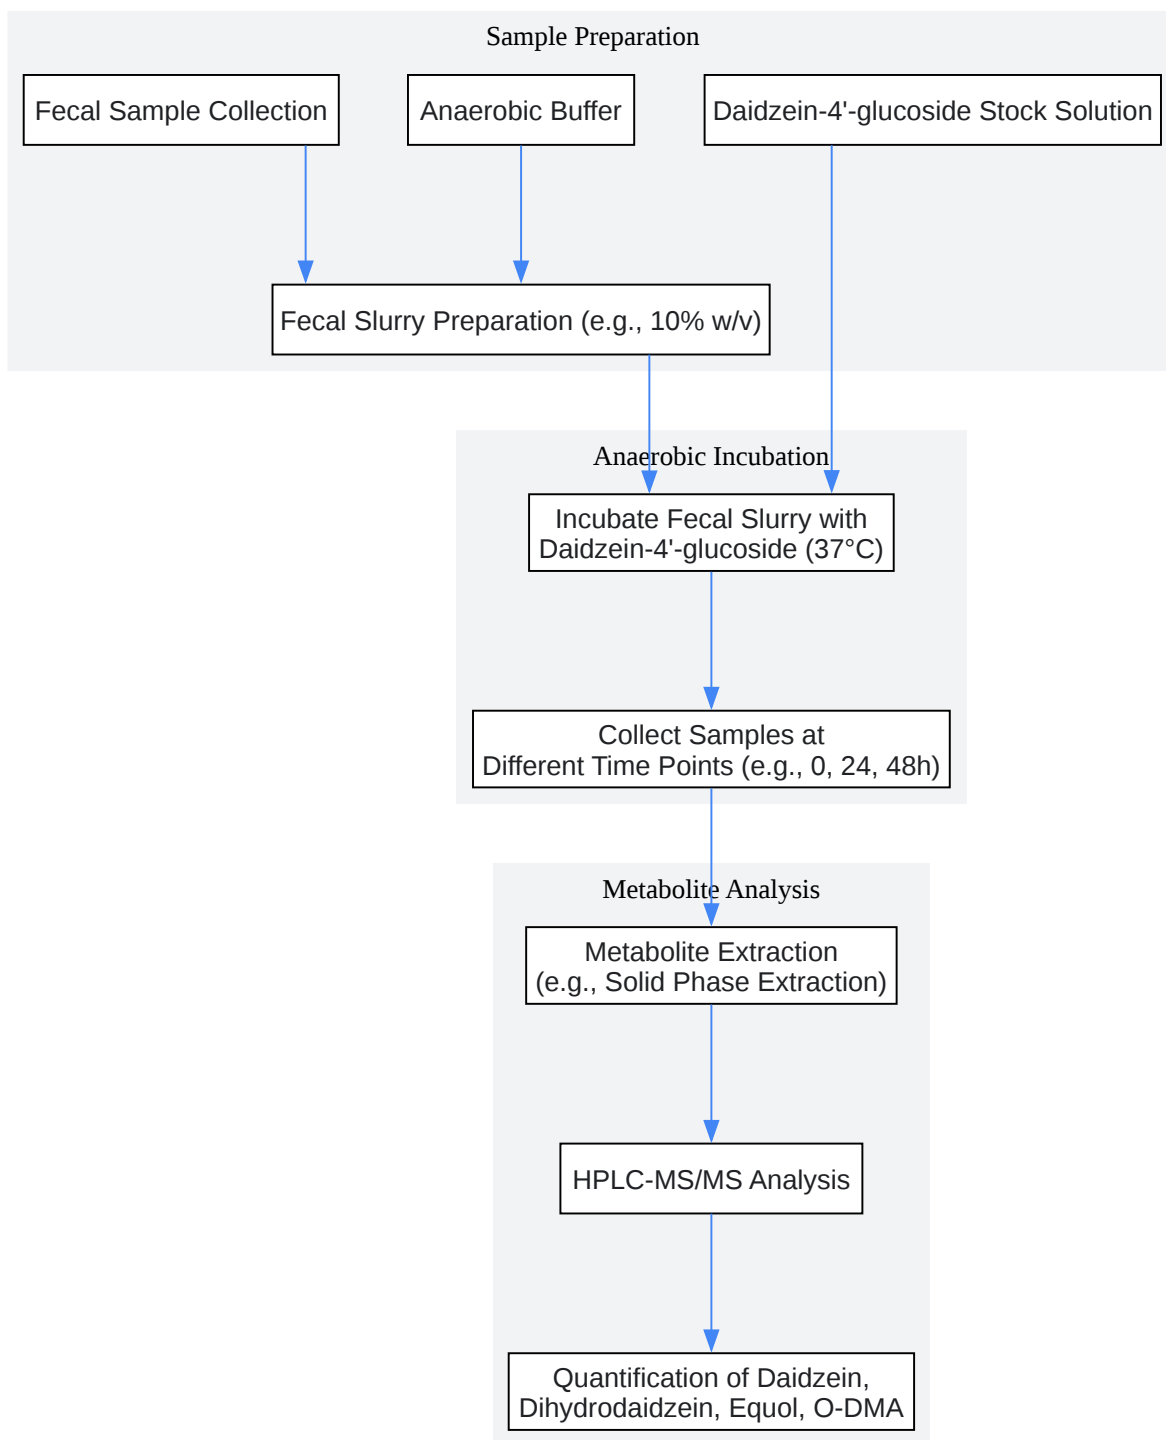 Sample Preparation
Fecal Sample Collection
Anaerobic Buffer
Daidzein-4'-glucoside Stock Solution
Fecal Slurry Preparation (e.g., 10% w/v)
Anaerobic Incubation
Incubate Fecal Slurry with
Daidzein-4'-glucoside (37°C)
Collect Samples at
Different Time Points (e.g., 0, 24, 48h)
Metabolite Analysis
Metabolite Extraction
(e.g., Solid Phase Extraction)
HPLC-MS/MS Analysis
Quantification of Daidzein,
Dihydrodaidzein, Equol, O-DMA